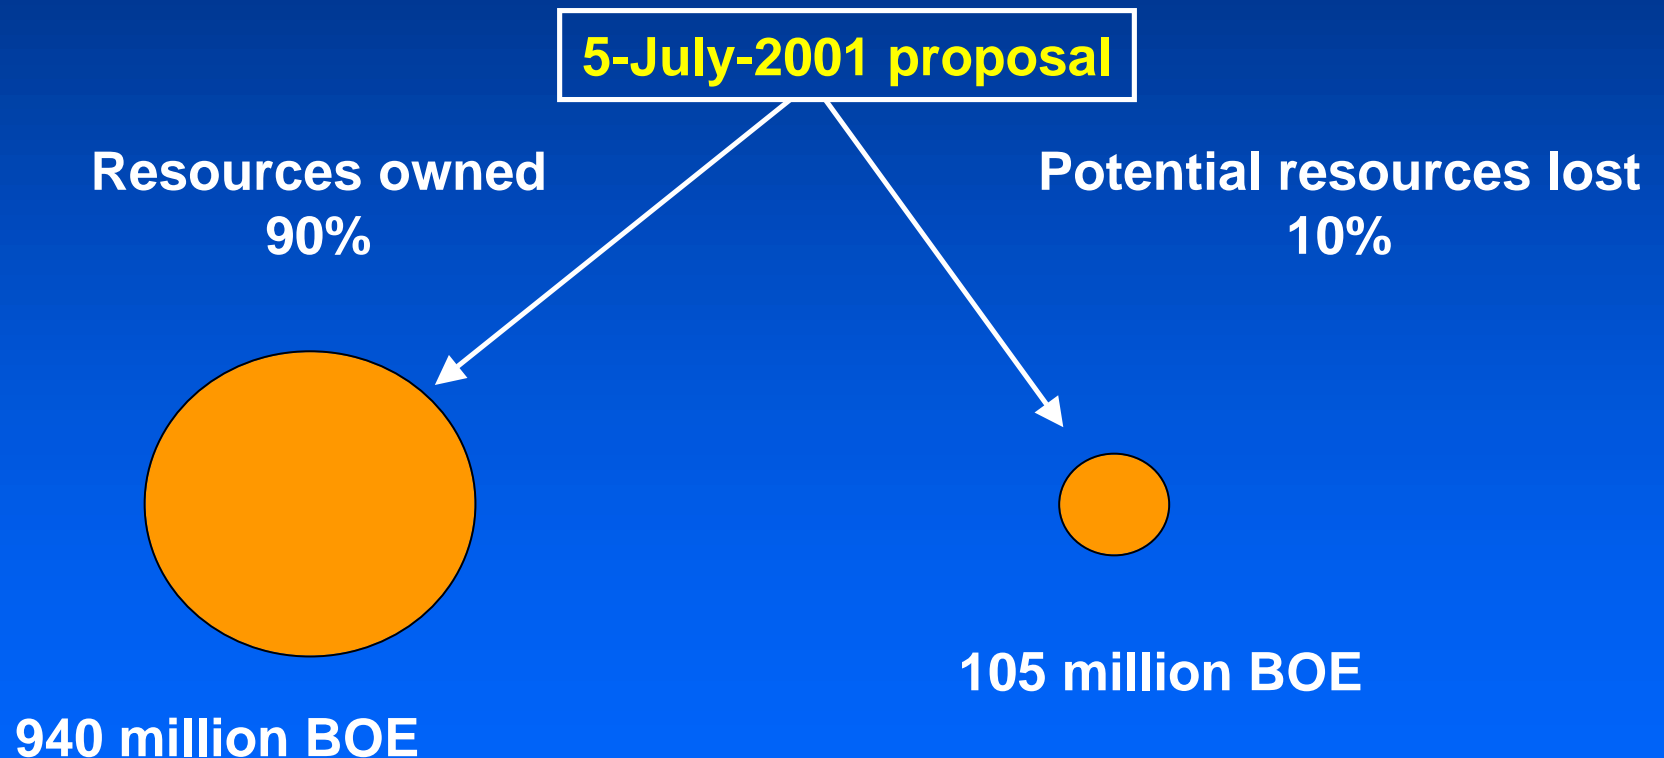 5-July-2001 proposal
Resources owned
90%
Potential resources lost
10%
940 million BOE
105 million BOE